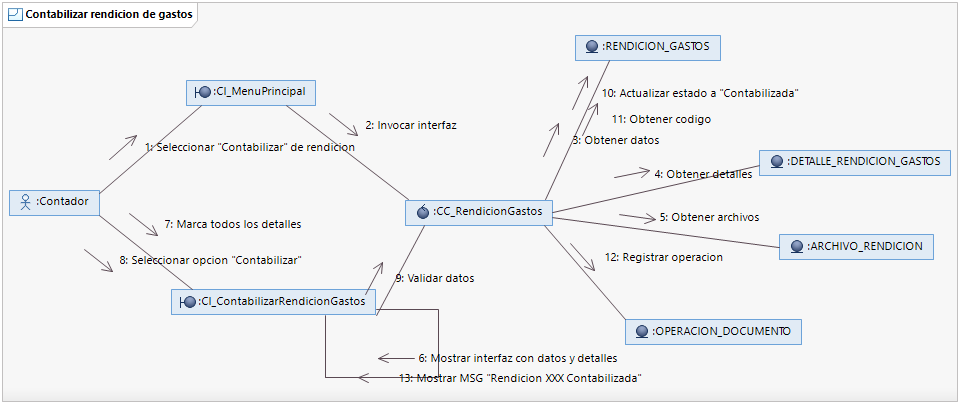 Contabilizar rendicion de gastos
:RENDICION_GASTOS
:CI_MenuPrincipal
10: Actualizar estado a "Contabilizada"
11: Obtener codigo
2: Invocar interfaz
3: Obtener datos
1: Seleccionar "Contabilizar" de rendicion
:DETALLE_RENDICION_GASTOS
4: Obtener detalles
:Contador
:CC_RendicionGastos
5: Obtener archivos
7: Marca todos los detalles
:ARCHIVO_RENDICION
8: Seleccionar opcion "Contabilizar"
12: Registrar operacion
9: Validar datos
:CI_ContabilizarRendicionGastos
:OPERACION_DOCUMENTO
6: Mostrar interfaz con datos y detalles
13: Mostrar MSG "Rendicion XXX Contabilizada"